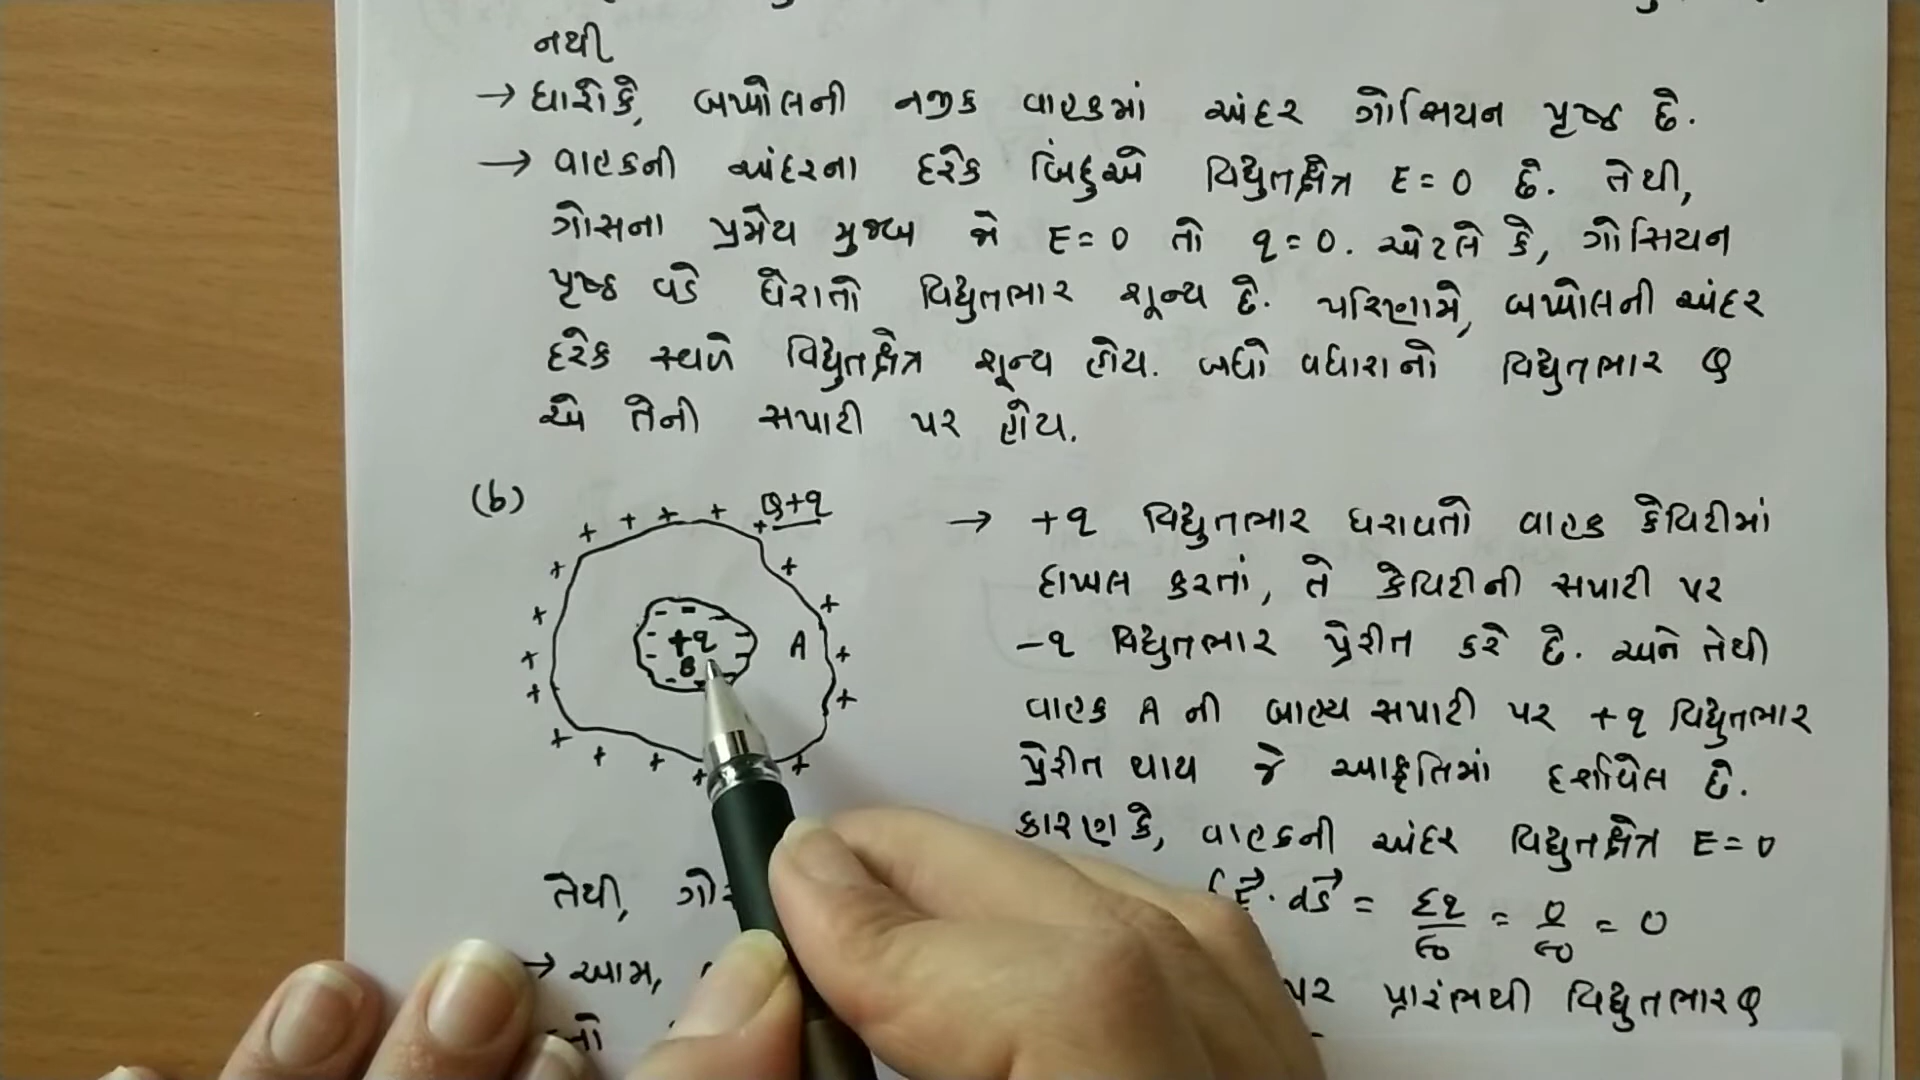 નથી
→ ધારોકે, બખોલની નજીક વાહકમાં અંદર ગોસિયન પૃષ્ઠ છે.
→ વાહકની અંદરના દરેક બિંદુએ વિદ્યુતક્ષેત્ર E = 0 છે. તેથી,
ગોસના પ્રમેય મુજબ જો E = 0 તો q = 0. એટલે કે, ગોસિયન
પૃષ્ઠ વડે ઘેરાતો વિદ્યુતભાર શૂન્ય છે. પરિણામે, બખોલની અંદર
દરેક સ્થળે વિદ્યુતક્ષેત્ર શૂન્ય હોય. બધો વધારાનો વિદ્યુતભાર Q
એ તેની સપાટી પર હોય.
(b)
Q+q
+q
B
A
→ +q વિદ્યુતભાર ધરાવતો વાહક કેવિટીમાં
દાખલ કરતાં, તે કેવિટીની સપાટી પર
-q વિદ્યુતભાર પ્રેરીત કરે છે. અને તેથી
વાહક A ની બાહ્ય સપાટી પર +q વિદ્યુતભાર
પ્રેરીત થાય જે આકૃતિમાં દર્શાવેલ છે.
કારણ કે, વાહકની અંદર વિદ્યુતક્ષેત્ર E = 0
તેથી, E⃗ · dS⃗ = Σq/ε0 = 0/ε0 = 0
→ આમ, પર પ્રારંભથી વિદ્યુતભાર Q